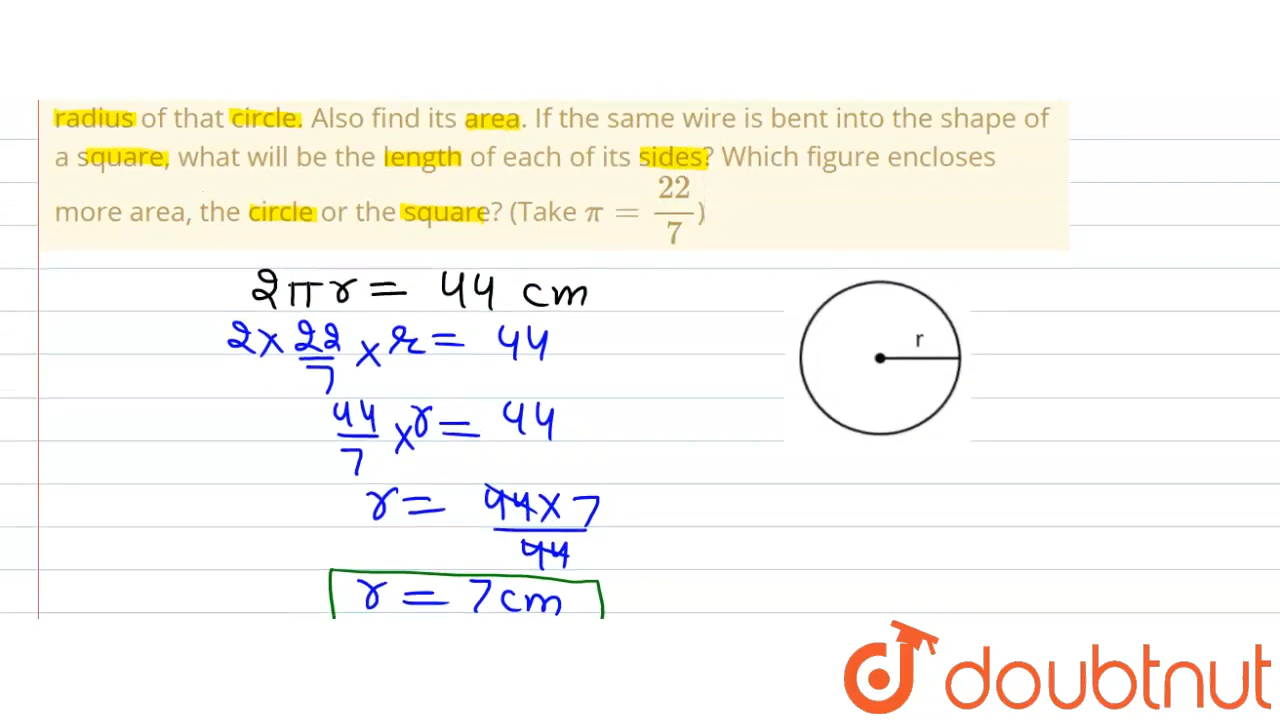 radius of that circle. Also find its area. If the same wire is bent into the shape of
a square, what will be the length of each of its sides? Which figure encloses
more area, the circle or the square? (Take π = 22/7)
2πr = 44 cm
2 × 22/7 × r = 44
44/7 × r = 44
r = 44 × 7/44
r = 7 cm
r
doubtnut